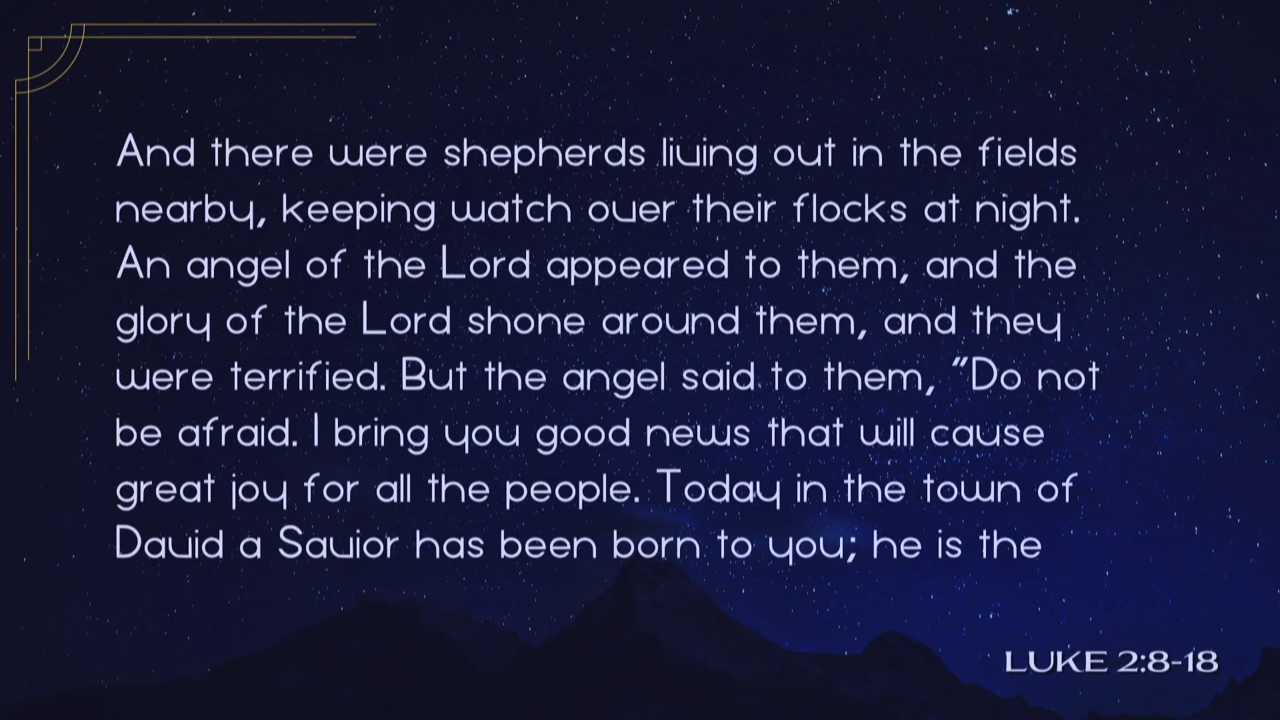 And there were shepherds living out in the fields
nearby, keeping watch over their flocks at night.
An angel of the Lord appeared to them, and the
glory of the Lord shone around them, and they
were terrified. But the angel said to them, "Do not
be afraid. I bring you good news that will cause
great joy for all the people. Today in the town of
David a Savior has been born to you; he is the
LUKE 2:8-18